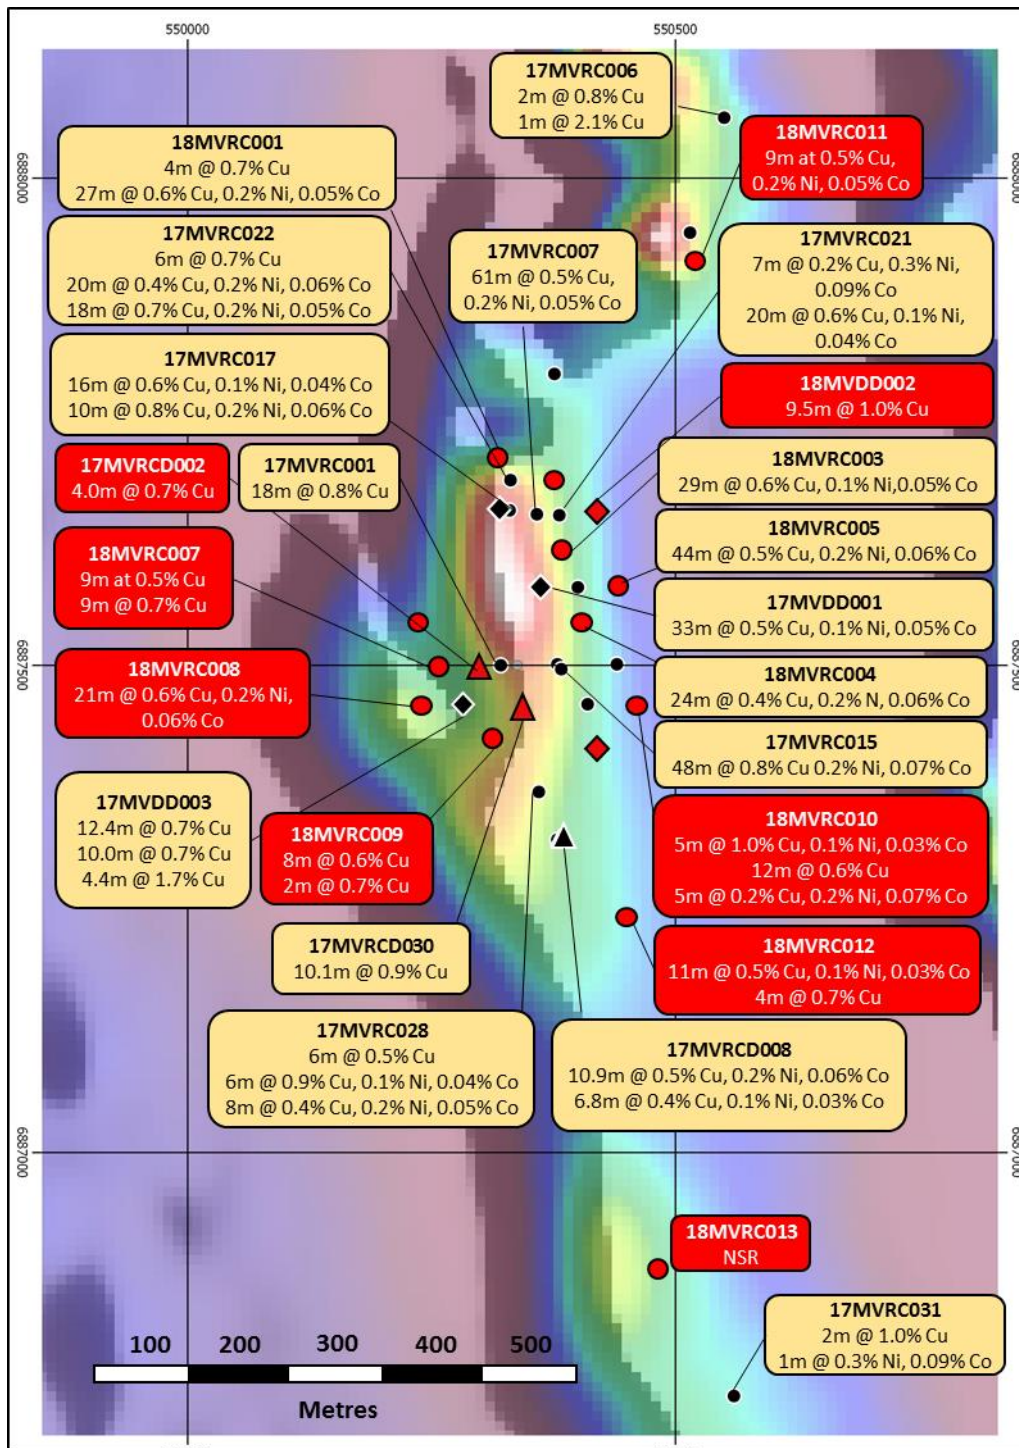 550000
550500
17MVRC006
2m @ 0.8% Cu
1m @ 2.1% Cu
18MVRC001
4m @ 0.7% Cu
27m @ 0.6% Cu, 0.2% Ni, 0.05% Co
18MVRC011
9m at 0.5% Cu,
0.2% Ni, 0.05% Co
6888000
6888000
17MVRC022
6m @ 0.7% Cu
20m @ 0.4% Cu, 0.2% Ni, 0.06% Co
18m @ 0.7% Cu, 0.2% Ni, 0.05% Co
17MVRC007
61m @ 0.5% Cu,
0.2% Ni, 0.05% Co
17MVRC021
7m @ 0.2% Cu, 0.3% Ni,
0.09% Co
20m @ 0.6% Cu, 0.1% Ni,
0.04% Co
17MVRC017
16m @ 0.6% Cu, 0.1% Ni, 0.04% Co
10m @ 0.8% Cu, 0.2% Ni, 0.06% Co
18MVDD002
9.5m @ 1.0% Cu
17MVRCD002
4.0m @ 0.7% Cu
17MVRC001
18m @ 0.8% Cu
18MVRC003
29m @ 0.6% Cu, 0.1% Ni,0.05% Co
18MVRC005
44m @ 0.5% Cu, 0.2% Ni, 0.06% Co
18MVRC007
9m at 0.5% Cu
9m @ 0.7% Cu
17MVDD001
33m @ 0.5% Cu, 0.1% Ni, 0.05% Co
18MVRC008
21m @ 0.6% Cu, 0.2% Ni,
0.06% Co
6887500
6887500
18MVRC004
24m @ 0.4% Cu, 0.2% N, 0.06% Co
17MVRC015
48m @ 0.8% Cu 0.2% Ni, 0.07% Co
17MVDD003
12.4m @ 0.7% Cu
10.0m @ 0.7% Cu
4.4m @ 1.7% Cu
18MVRC009
8m @ 0.6% Cu
2m @ 0.7% Cu
18MVRC010
5m @ 1.0% Cu, 0.1% Ni, 0.03% Co
12m @ 0.6% Cu
5m @ 0.2% Cu, 0.2% Ni, 0.07% Co
17MVRCD030
10.1m @ 0.9% Cu
18MVRC012
11m @ 0.5% Cu, 0.1% Ni, 0.03% Co
4m @ 0.7% Cu
17MVRC028
6m @ 0.5% Cu
6m @ 0.9% Cu, 0.1% Ni, 0.04% Co
8m @ 0.4% Cu, 0.2% Ni, 0.05% Co
17MVRCD008
10.9m @ 0.5% Cu, 0.2% Ni, 0.06% Co
6.8m @ 0.4% Cu, 0.1% Ni, 0.03% Co
6887000
6887000
18MVRC013
NSR
17MVRC031
2m @ 1.0% Cu
1m @ 0.3% Ni, 0.09% Co
100 200 300 400 500
Metres